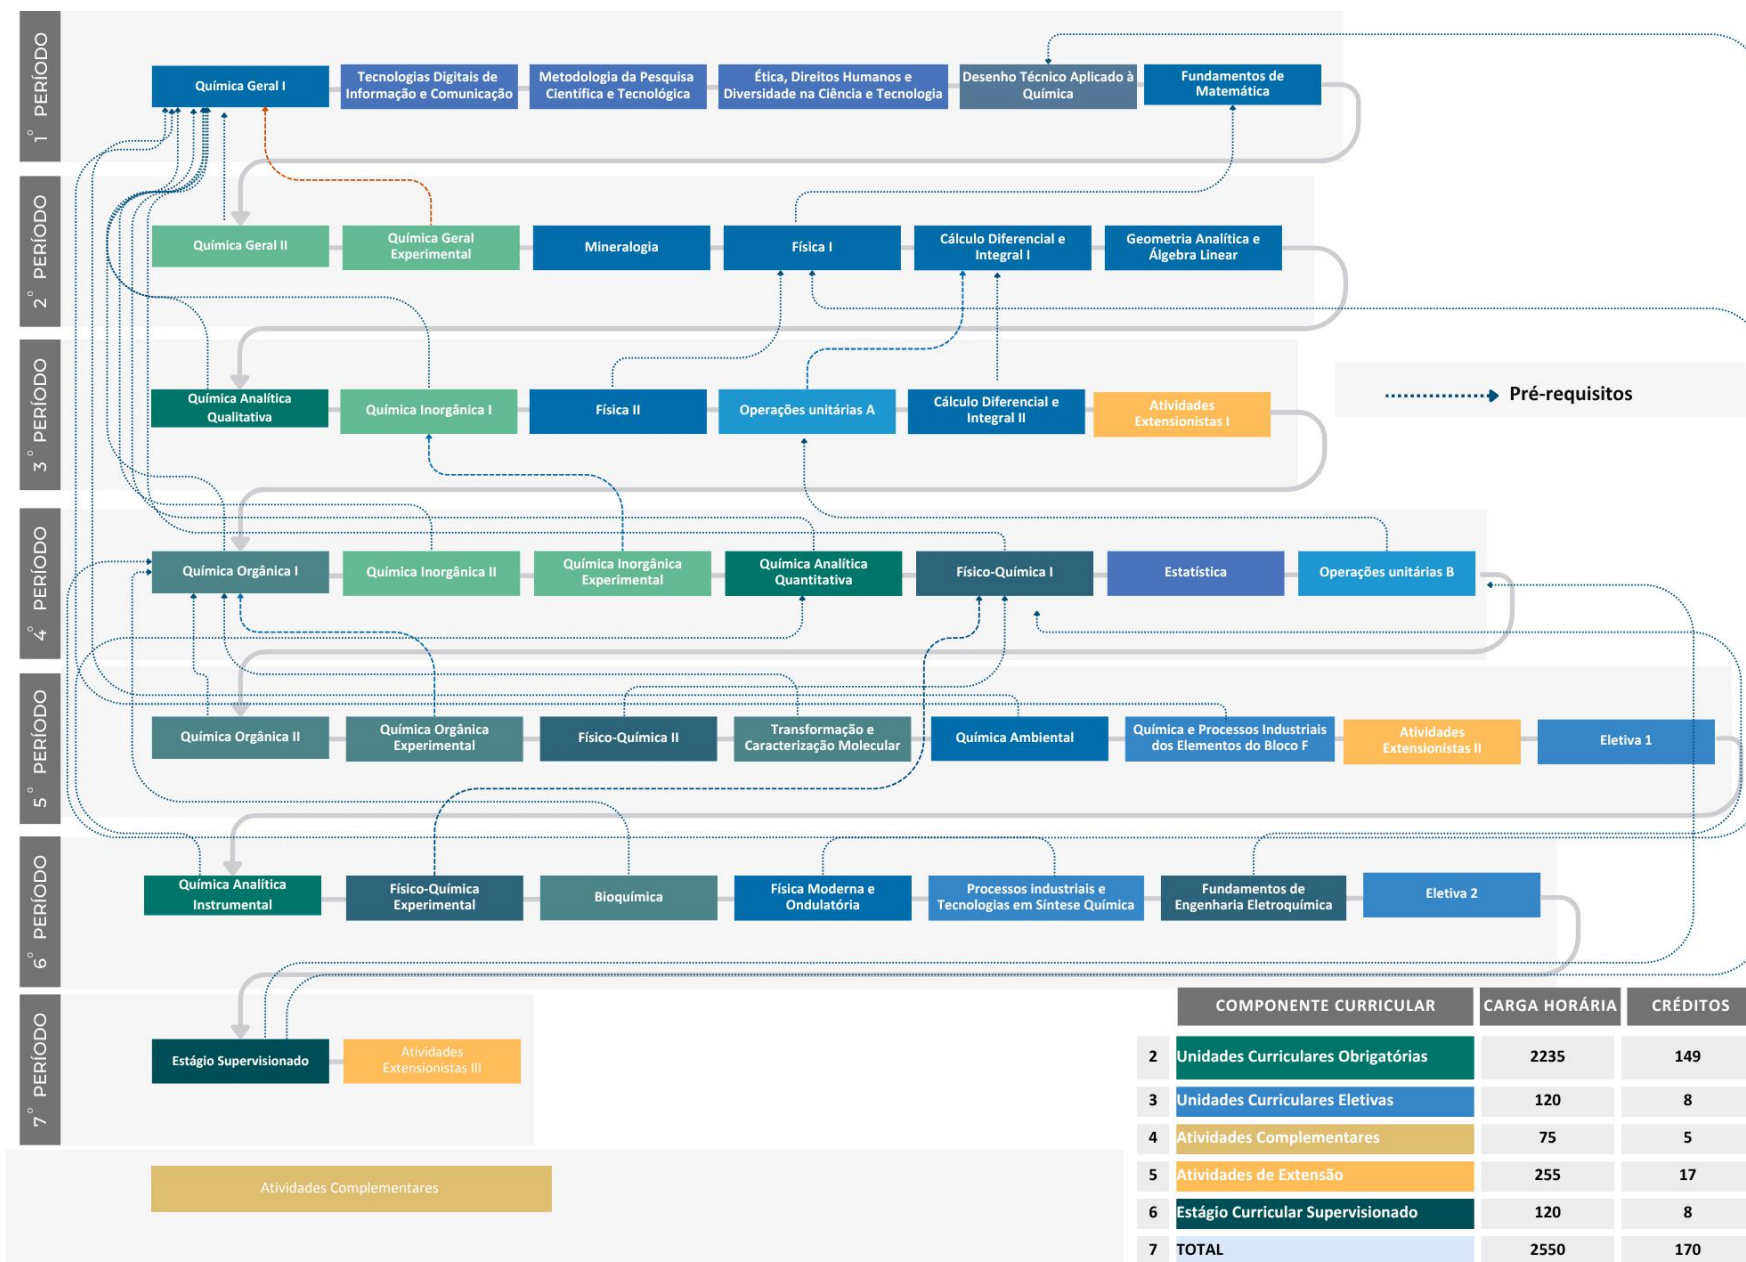 1° PERÍODO
Química Geral I
Tecnologias Digitais de
Informação e Comunicação
Metodologia da Pesquisa
Científica e Tecnológica
Ética, Direitos Humanos e
Diversidade na Ciência e Tecnologia
Desenho Técnico Aplicado à
Química
Fundamentos de
Matemática
2° PERÍODO
Química Geral II
Química Geral
Experimental
Mineralogia
Física I
Cálculo Diferencial e
Integral I
Geometria Analítica e
Álgebra Linear
3° PERÍODO
Química Analítica
Qualitativa
Química Inorgânica I
Física II
Operações unitárias A
Cálculo Diferencial e
Integral II
Atividades
Extensionistas I
Pré-requisitos
4° PERÍODO
Química Orgânica I
Química Inorgânica II
Química Inorgânica
Experimental
Química Analítica
Quantitativa
Físico-Química I
Estatística
Operações unitárias B
5° PERÍODO
Química Orgânica II
Química Orgânica
Experimental
Físico-Química II
Transformação e
Caracterização Molecular
Química Ambiental
Química e Processos Industriais
dos Elementos do Bloco F
Atividades
Extensionistas II
Eletiva 1
6° PERÍODO
Química Analítica
Instrumental
Físico-Química
Experimental
Bioquímica
Física Moderna e
Ondulatória
Processos industriais e
Tecnologias em Síntese Química
Fundamentos de
Engenharia Eletroquímica
Eletiva 2
7° PERÍODO
Estágio Supervisionado
Atividades
Extensionistas III
Atividades Complementares
COMPONENTE CURRICULAR CARGA HORÁRIA CRÉDITOS
2 Unidades Curriculares Obrigatórias 2235 149
3 Unidades Curriculares Eletivas 120 8
4 Atividades Complementares 75 5
5 Atividades de Extensão 255 17
6 Estágio Curricular Supervisionado 120 8
7 TOTAL 2550 170